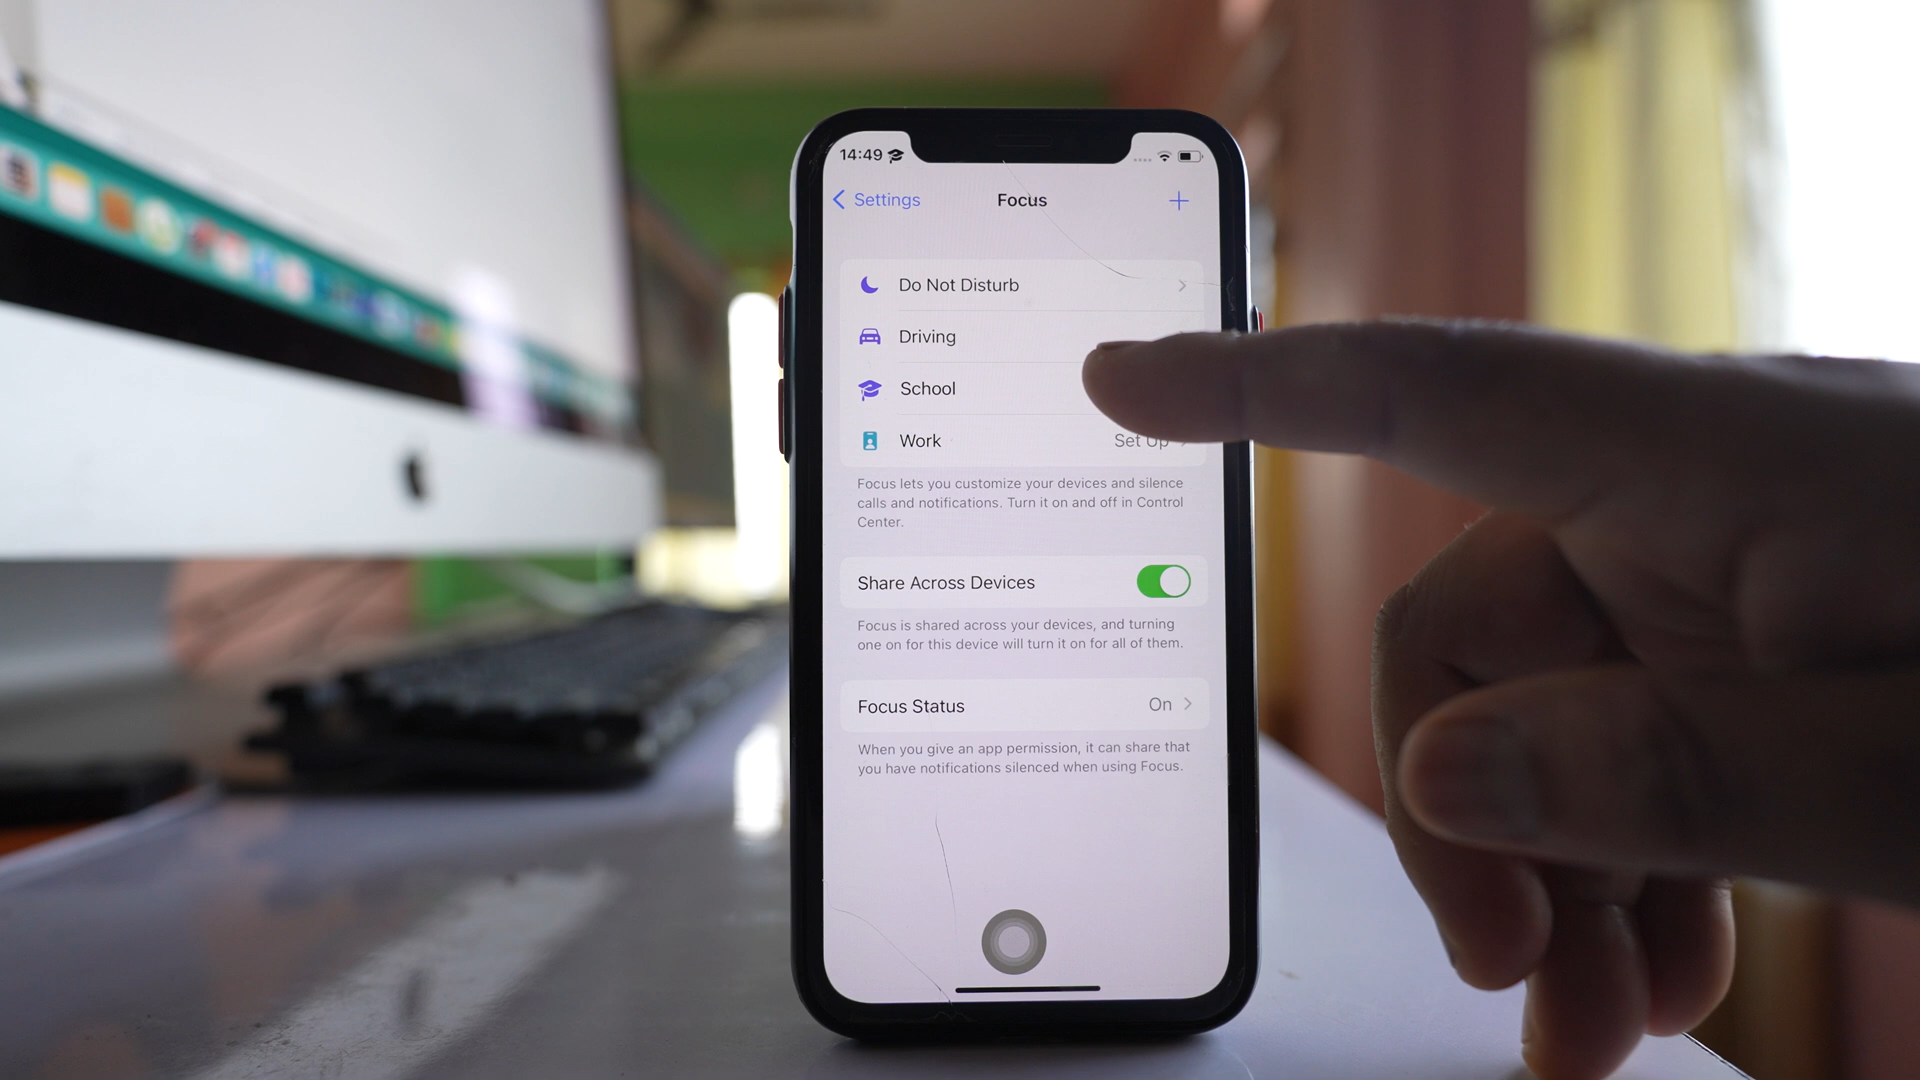 14:49
Settings
Focus
Do Not Disturb
Driving
School
Work
Set Up
Focus lets you customize your devices and silence
calls and notifications. Turn it on and off in Control
Center.
Share Across Devices
Focus is shared across your devices, and turning
one on for this device will turn it on for all of them.
Focus Status
On
When you give an app permission, it can share that
you have notifications silenced when using Focus.